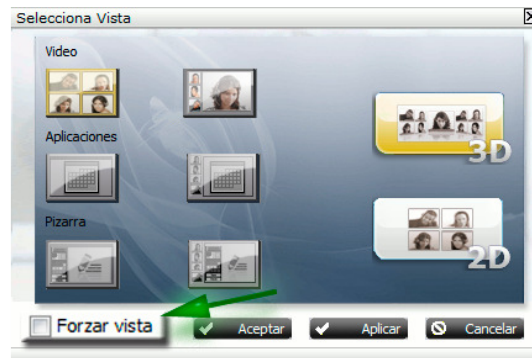 Selecciona Vista
Video
Aplicaciones
3D
Pizarra
2D
Forzar vista
Aceptar
Aplicar
Cancelar